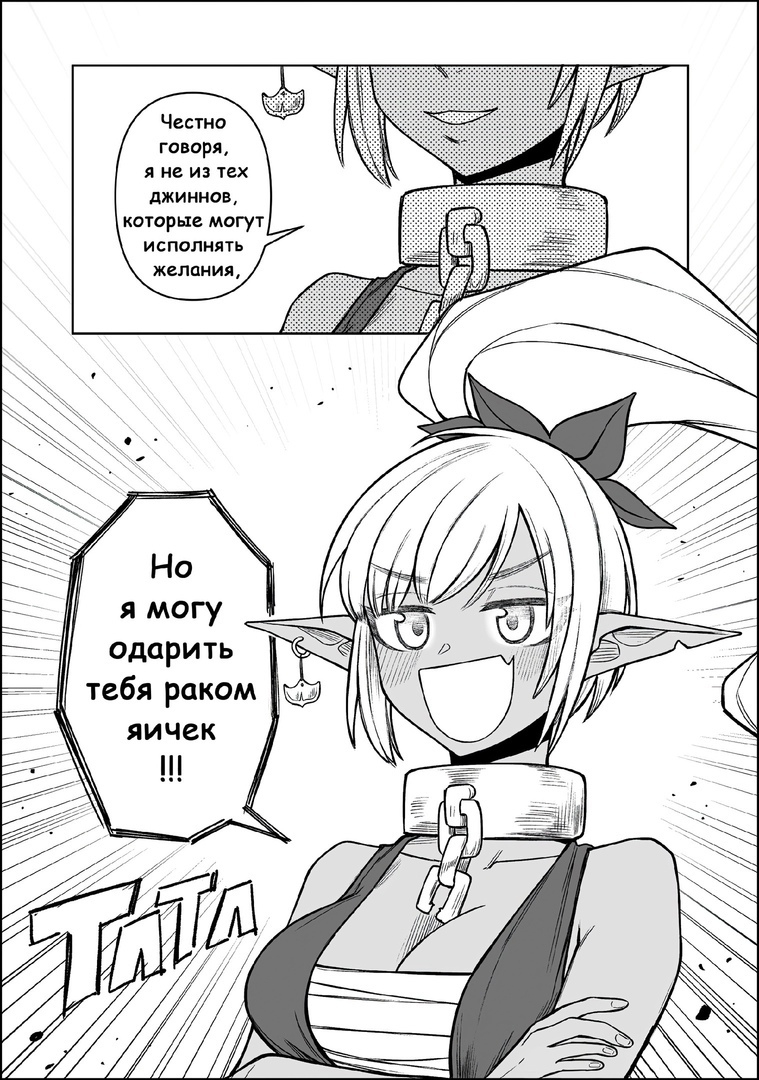 Честно
говоря,
я не из тех
джиннов,
которые могут
исполнять
желания,
Но
я могу
одарить
тебя раком
яичек
!!!
ТАТА